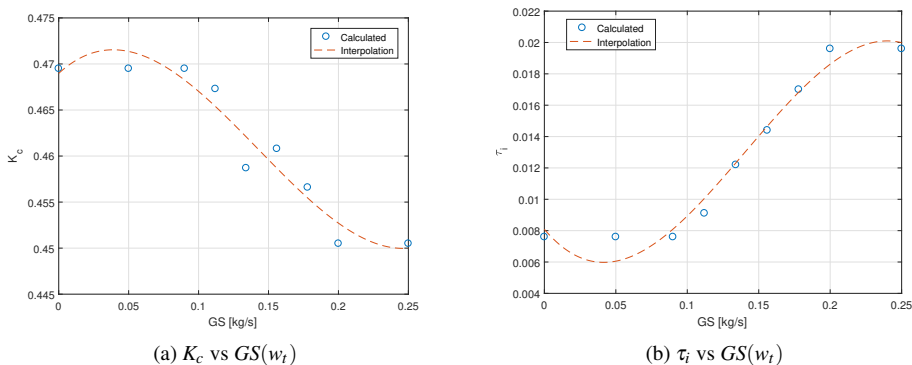 0.475
0.47
0.465
0.46
0.455
0.45
0.445
K_c
0
0.05
0.1
0.15
0.2
0.25
GS [kg/s]
Calculated
Interpolation
(a) K_c vs GS(w_t)
0.022
0.02
0.018
0.016
0.014
0.012
0.01
0.008
0.006
0.004
τ_i
0
0.05
0.1
0.15
0.2
0.25
GS [kg/s]
Calculated
Interpolation
(b) τ_i vs GS(w_t)